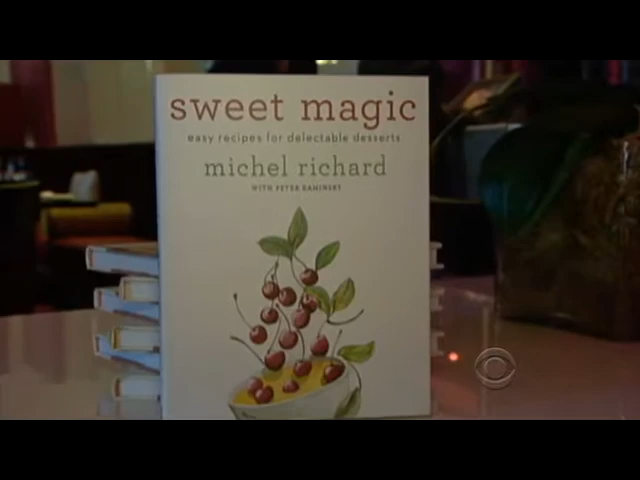 sweet magic
easy recipes for delectable desserts
michel richard
WITH PETER KAMINSKY